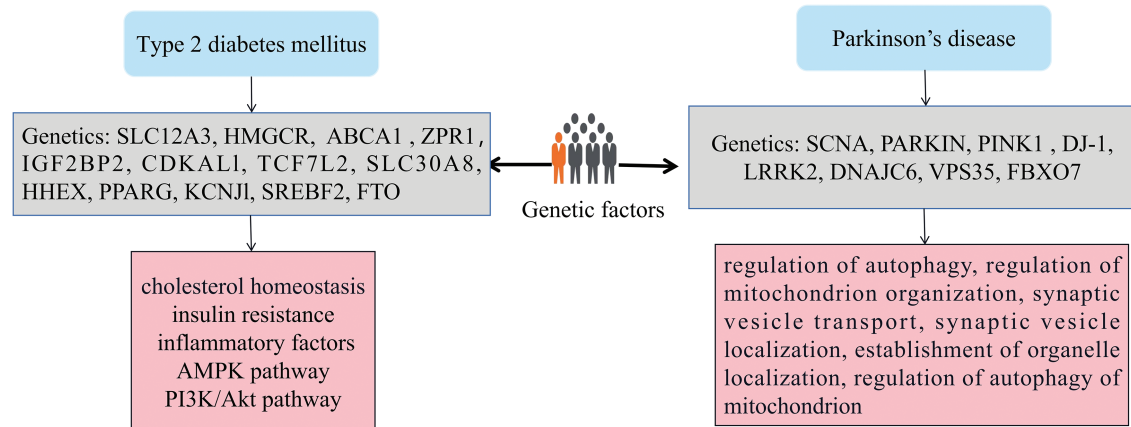 Type 2 diabetes mellitus
Parkinson’s disease
Genetics: SLC12A3, HMGCR, ABCA1 , ZPR1,
IGF2BP2, CDKALl, TCF7L2, SLC30A8,
HHEX, PPARG, KCNJl, SREBF2, FTO
Genetic factors
Genetics: SCNA, PARKIN, PINK1 , DJ-1,
LRRK2, DNAJC6, VPS35, FBXO7
cholesterol homeostasis
insulin resistance
inflammatory factors
AMPK pathway
PI3K/Akt pathway
regulation of autophagy, regulation of
mitochondrion organization, synaptic
vesicle transport, synaptic vesicle
localization, establishment of organelle
localization, regulation of autophagy of
mitochondrion